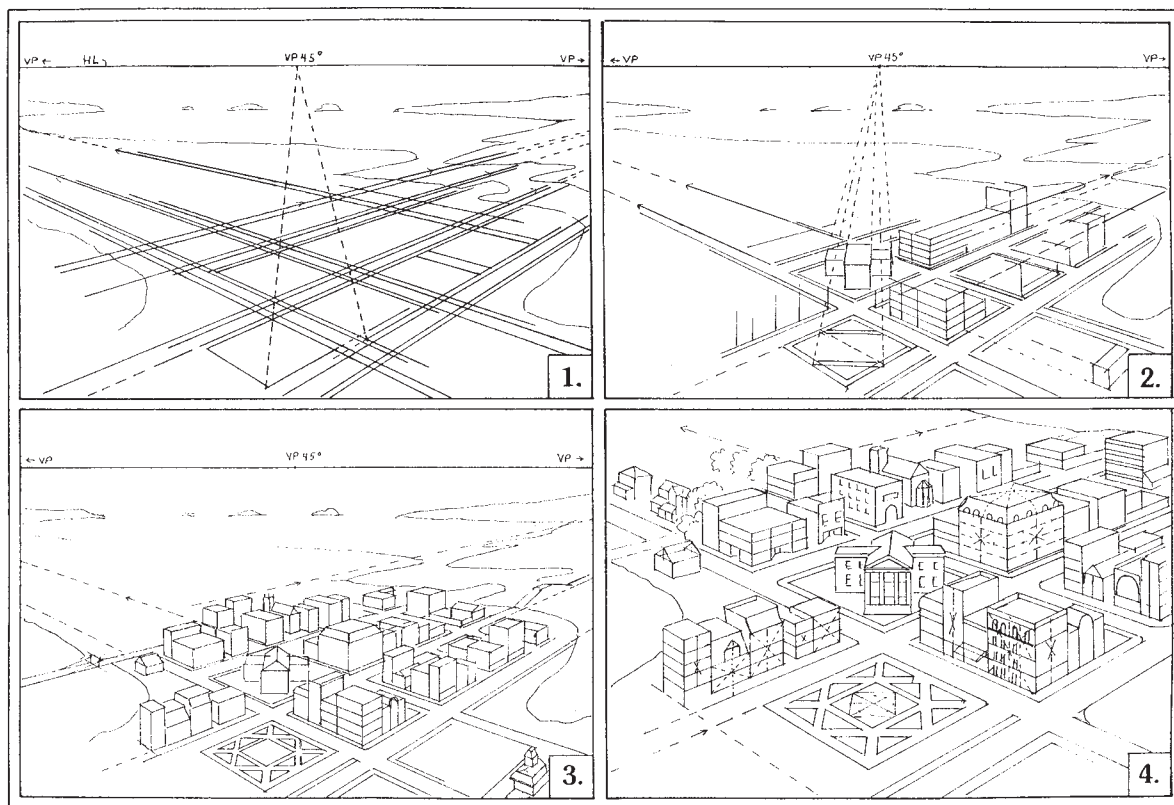 VP ← HL VP 45° VP →
1.
← VP VP 45° VP →
2.
← VP VP 45° VP →
3.
4.